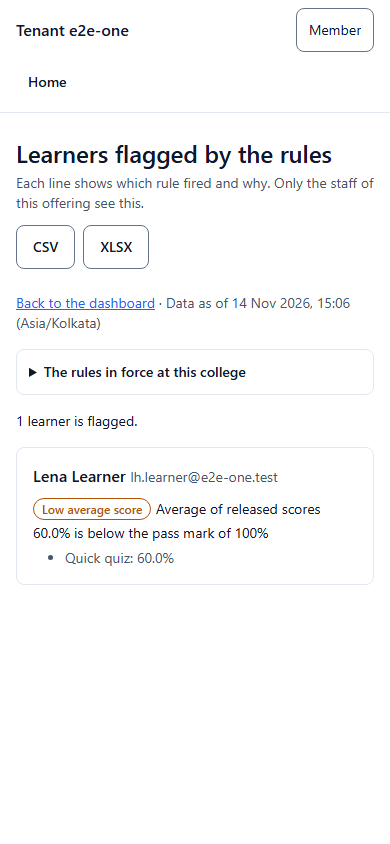 Tenant e2e-one
Member
Home
Learners flagged by the rules
Each line shows which rule fired and why. Only the staff of
this offering see this.
CSV
XLSX
Back to the dashboard · Data as of 14 Nov 2026, 15:06
(Asia/Kolkata)
▶ The rules in force at this college
1 learner is flagged.
Lena Learner lh.learner@e2e-one.test
Low average score Average of released scores
60.0% is below the pass mark of 100%
• Quick quiz: 60.0%